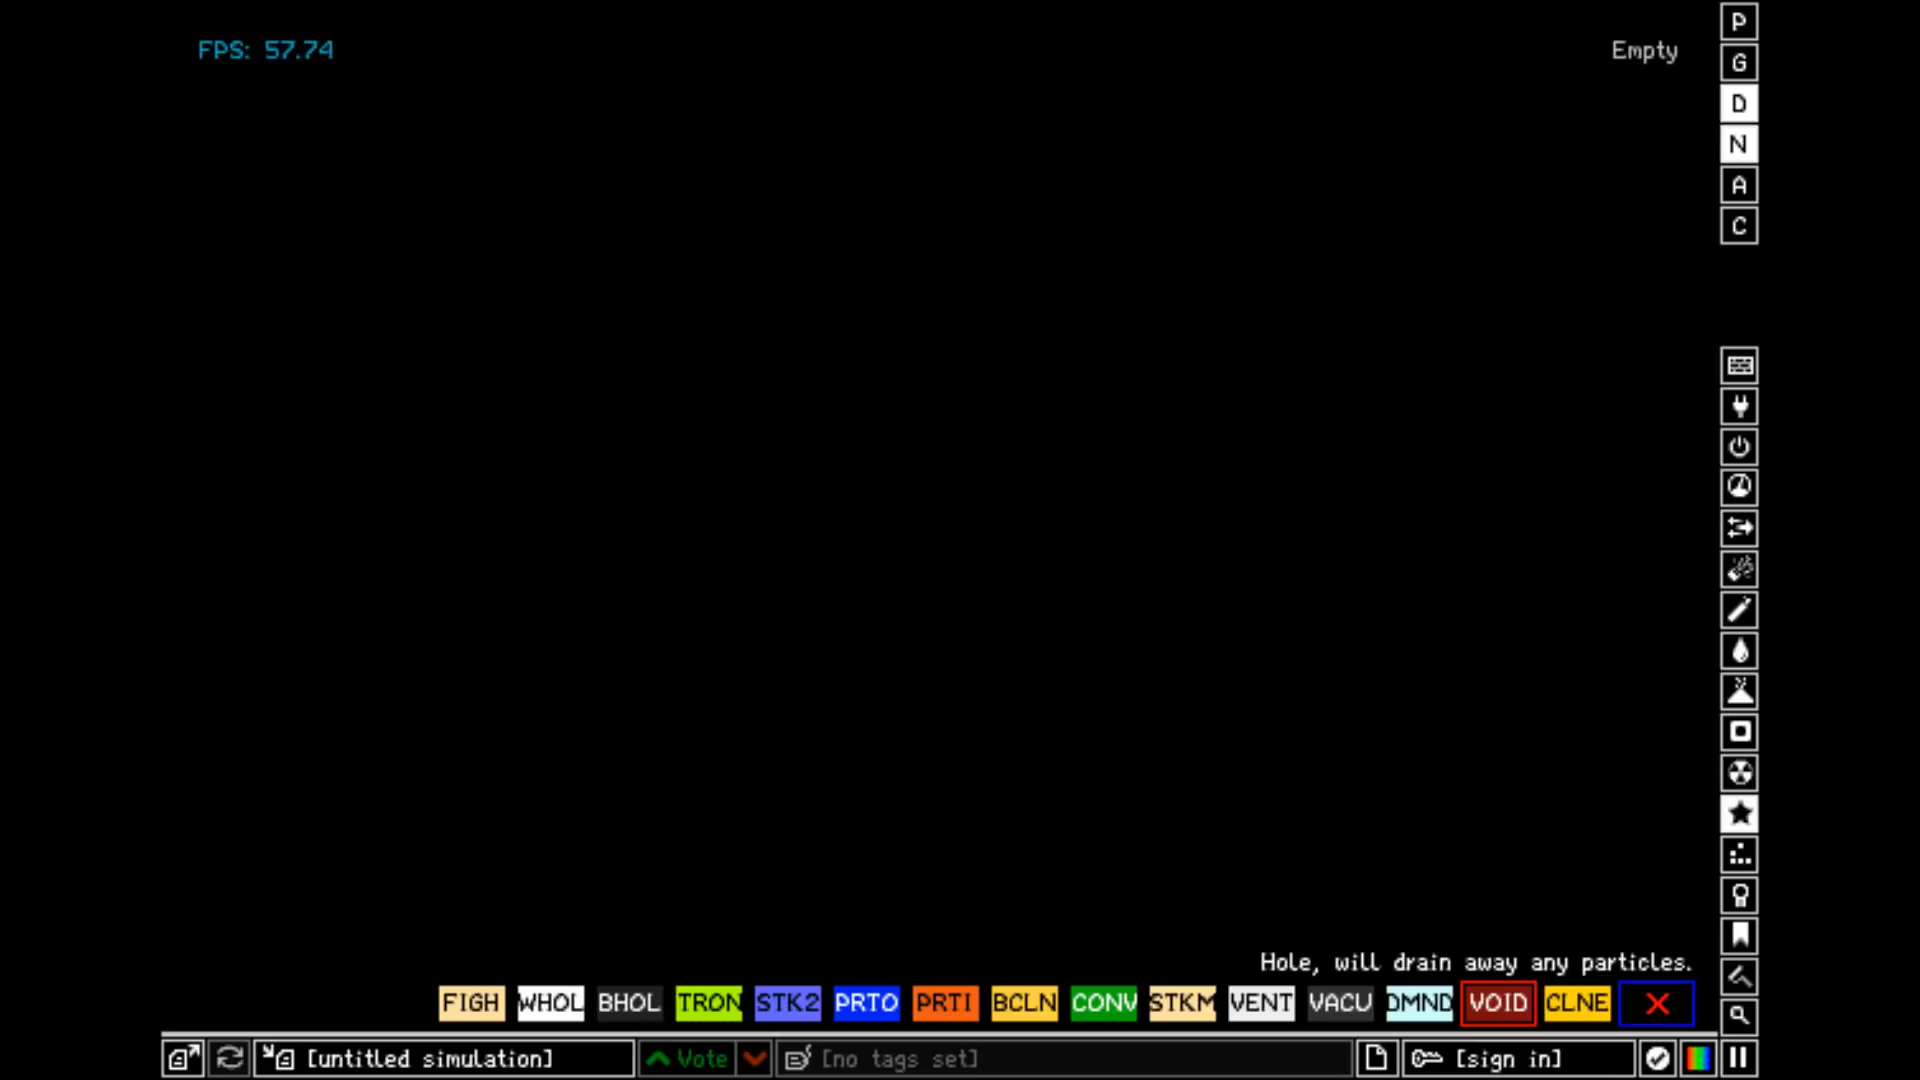 P
FPS: 57.74 Empty
G
D
N
A
C
Hole, will drain away any particles.
FIGH WHOL BHOL TRON STK2 PRTO PRTI BCLN CONV STKM VENT VACU DMND VOID CLNE
[untitled simulation] Vote [no tags set] [sign in]